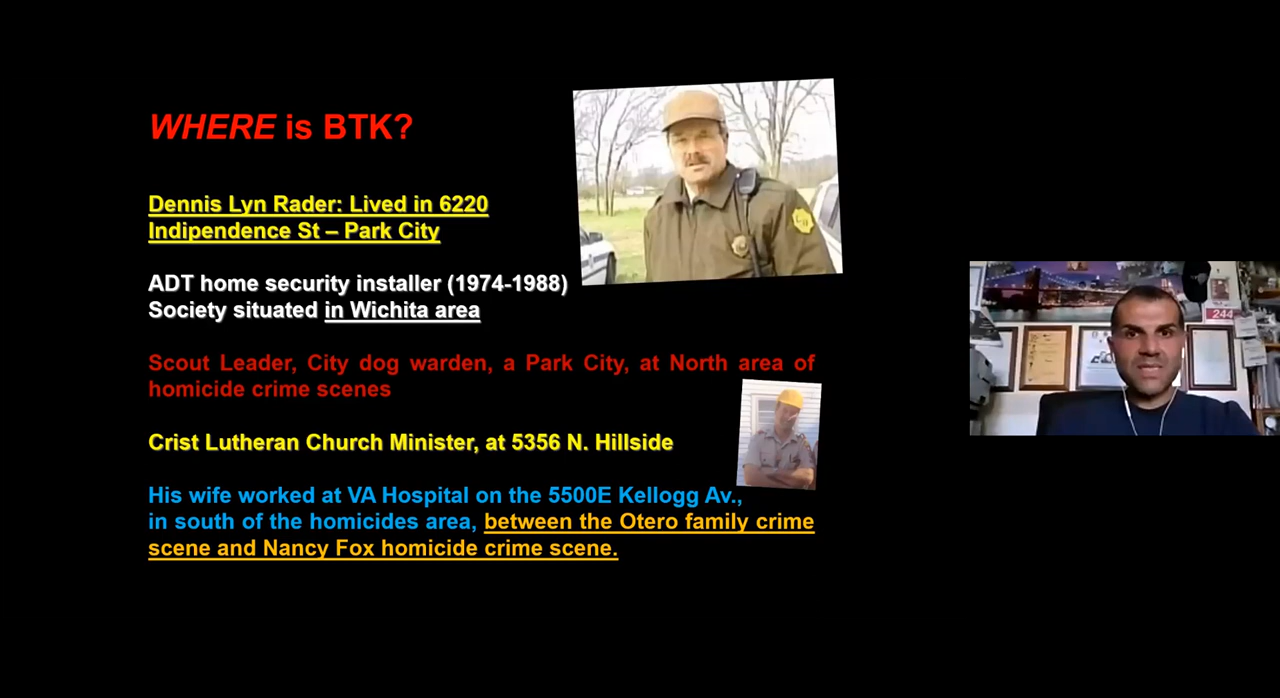 WHERE is BTK?
Dennis Lyn Rader: Lived in 6220
Indipendence St – Park City
ADT home security installer (1974-1988)
Society situated in Wichita area
Scout Leader, City dog warden, a Park City, at North area of
homicide crime scenes
Crist Lutheran Church Minister, at 5356 N. Hillside
His wife worked at VA Hospital on the 5500E Kellogg Av.,
in south of the homicides area, between the Otero family crime
scene and Nancy Fox homicide crime scene.
244